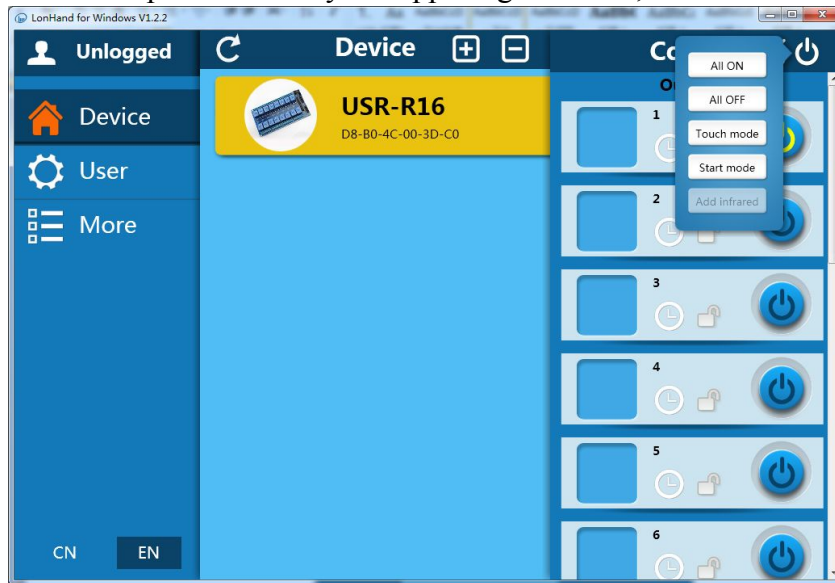 LonHand for Windows V1.2.2
Unlogged
Device
User
More
CN EN
Device
USR-R16
D8-B0-4C-00-3D-C0
All ON
All OFF
Touch mode
Start mode
Add infrared
1
2
3
4
5
6